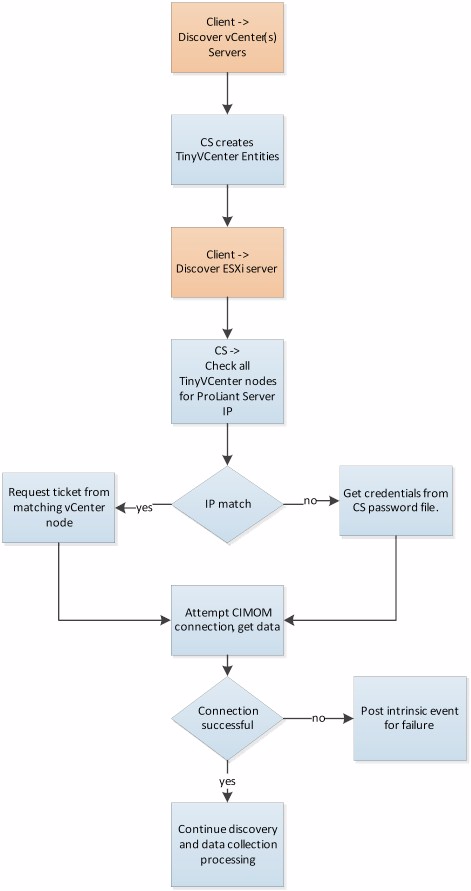 Client ->
Discover vCenter(s)
Servers
CS creates
TinyVCenter Entities
Client ->
Discover ESXi server
CS ->
Check all
TinyVCenter nodes
for ProLiant Server
IP
Request ticket from
matching vCenter
node
yes
IP match
no
Get credentials from
CS password file.
Attempt CIMOM
connection, get data
Connection
successful
no
Post intrinsic event
for failure
yes
Continue discovery
and data collection
processing